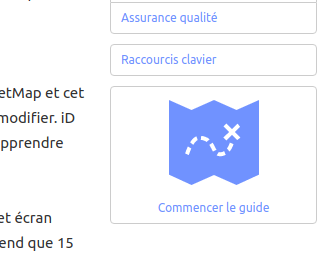 Assurance qualité
Raccourcis clavier
etMap et cet
modifier. iD
pprendre
Commencer le guide
et écran
end que 15